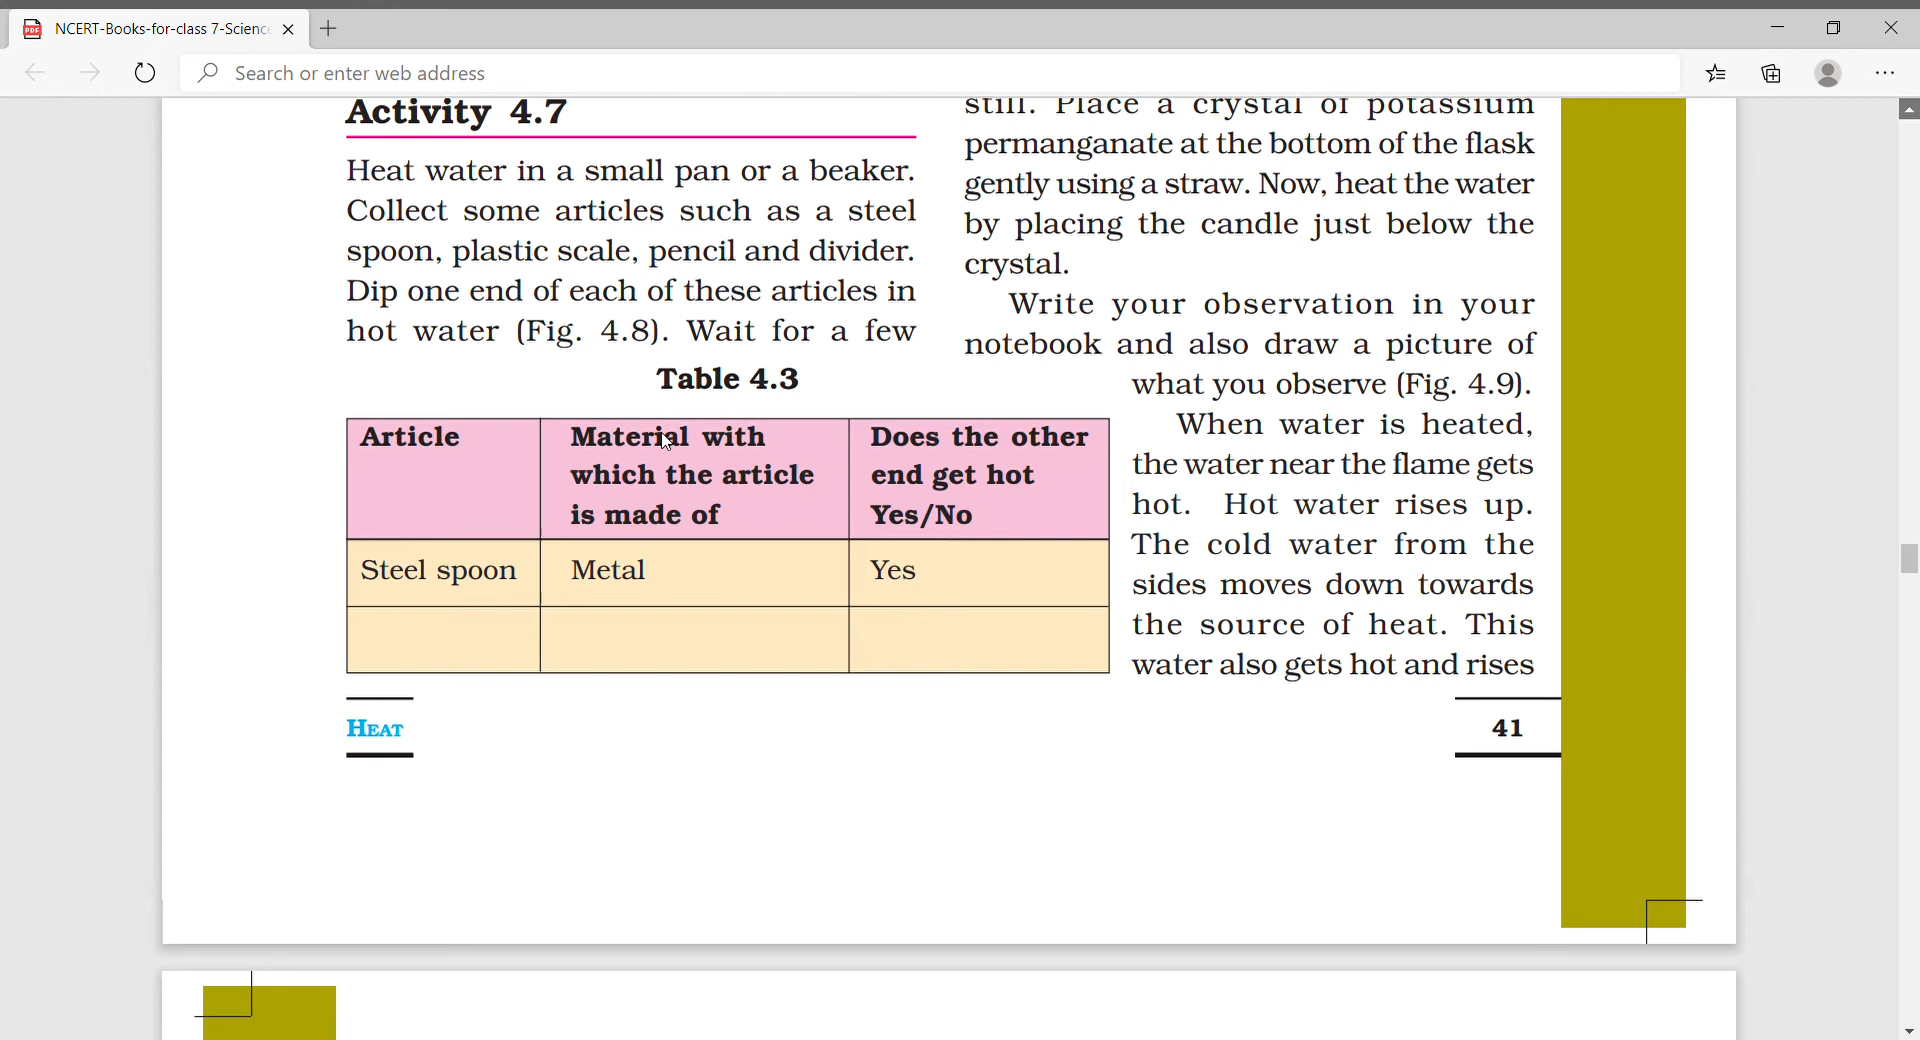 NCERT-Books-for-class 7-Science
Search or enter web address
Activity 4.7
Heat water in a small pan or a beaker.
Collect some articles such as a steel
spoon, plastic scale, pencil and divider.
Dip one end of each of these articles in
hot water (Fig. 4.8). Wait for a few
Table 4.3
Article
Material with
which the article
is made of
Does the other
end get hot
Yes/No
Steel spoon
Metal
Yes
still. Place a crystal of potassium
permanganate at the bottom of the flask
gently using a straw. Now, heat the water
by placing the candle just below the
crystal.
Write your observation in your
notebook and also draw a picture of
what you observe (Fig. 4.9).
When water is heated,
the water near the flame gets
hot. Hot water rises up.
The cold water from the
sides moves down towards
the source of heat. This
water also gets hot and rises
HEAT
41